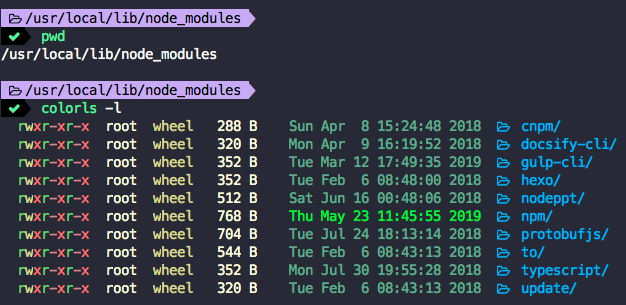 /usr/local/lib/node_modules
pwd
/usr/local/lib/node_modules
/usr/local/lib/node_modules
colorls -l
rwxr-xr-x root wheel 288 B Sun Apr 8 15:24:48 2018 cnpm/
rwxr-xr-x root wheel 320 B Mon Apr 9 16:19:52 2018 docsify-cli/
rwxr-xr-x root wheel 352 B Tue Mar 12 17:49:35 2019 gulp-cli/
rwxr-xr-x root wheel 352 B Tue Feb 6 08:48:00 2018 hexo/
rwxr-xr-x root wheel 512 B Sat Jun 16 00:48:06 2018 nodeppt/
rwxr-xr-x root wheel 768 B Thu May 23 11:45:55 2019 npm/
rwxr-xr-x root wheel 704 B Tue Jul 24 18:13:14 2018 protobufjs/
rwxr-xr-x root wheel 544 B Tue Feb 6 08:43:13 2018 to/
rwxr-xr-x root wheel 352 B Mon Jul 30 19:55:28 2018 typescript/
rwxr-xr-x root wheel 320 B Tue Feb 6 08:43:13 2018 update/